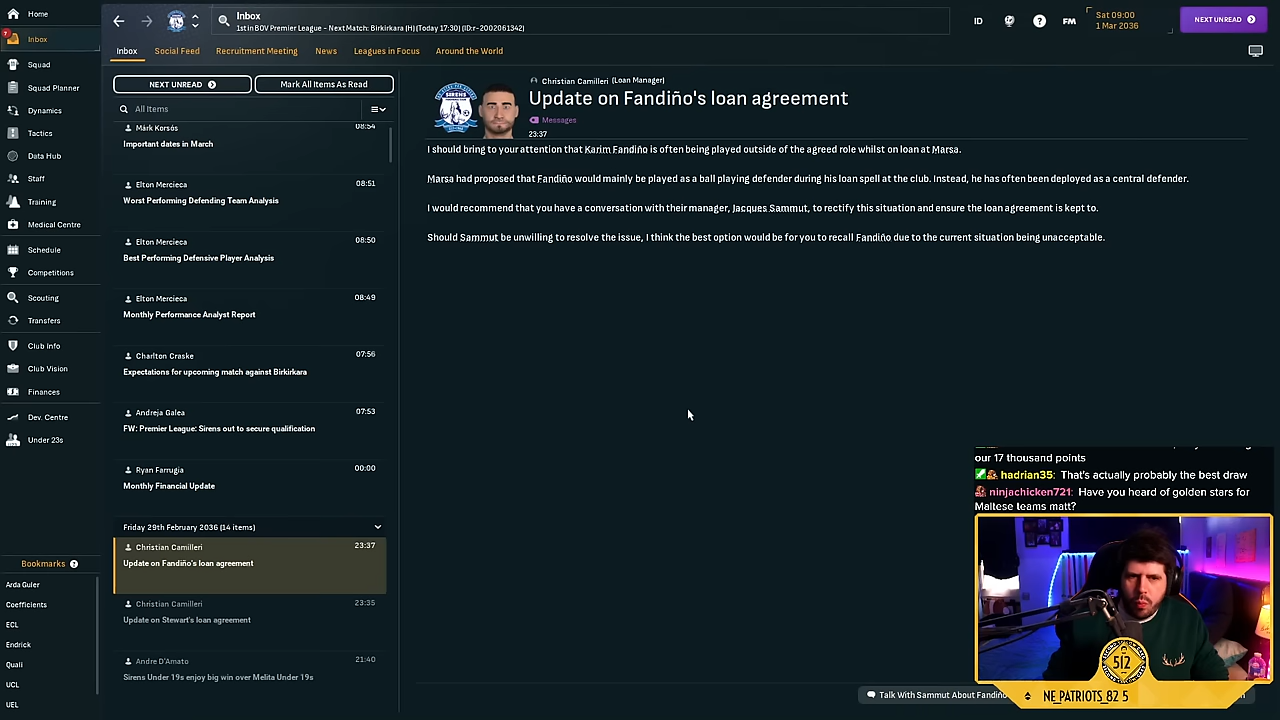 Home
Inbox
7
Squad
Squad Planner
Dynamics
Tactics
Data Hub
Staff
Training
Medical Centre
Schedule
Competitions
Scouting
Transfers
Club Info
Club Vision
Finances
Dev. Centre
Under 23s
Bookmarks
Arda Guler
Coefficients
ECL
Endrick
Quali
UCL
UEL
Inbox
1st in BOV Premier League - Next Match: Birkirkara (H) (Today 17:30) (ID:r-2002061342)
ID
FM
Sat 09:00
1 Mar 2036
NEXT UNREAD
Inbox
Social Feed
Recruitment Meeting
News
Leagues in Focus
Around the World
NEXT UNREAD
Mark All Items As Read
All Items
Márk Korsós 08:54
Important dates in March
Elton Mercieca 08:51
Worst Performing Defending Team Analysis
Elton Mercieca 08:50
Best Performing Defensive Player Analysis
Elton Mercieca 08:49
Monthly Performance Analyst Report
Charlton Craske 07:56
Expectations for upcoming match against Birkirkara
Andreja Galea 07:53
FW: Premier League: Sirens out to secure qualification
Ryan Farrugia 00:00
Monthly Financial Update
Friday 29th February 2036 (14 items)
Christian Camilleri 23:37
Update on Fandiño's loan agreement
Christian Camilleri 23:35
Update on Stewart's loan agreement
Andre D'Amato 21:40
Sirens Under 19s enjoy big win over Melita Under 19s
SIRENS
Christian Camilleri (Loan Manager)
Update on Fandiño's loan agreement
Messages
23:37
I should bring to your attention that Karim Fandiño is often being played outside of the agreed role whilst on loan at Marsa.
Marsa had proposed that Fandiño would mainly be played as a ball playing defender during his loan spell at the club. Instead, he has often been deployed as a central defender.
I would recommend that you have a conversation with their manager, Jacques Sammut, to rectify this situation and ensure the loan agreement is kept to.
Should Sammut be unwilling to resolve the issue, I think the best option would be for you to recall Fandiño due to the current situation being unacceptable.
our 17 thousand points
hadrian35: That's actually probably the best draw
ninjachicken721: Have you heard of golden stars for
Maltese teams matt?
Talk With Sammut About Fandiño
512
NE_PATRIOTS_82 5